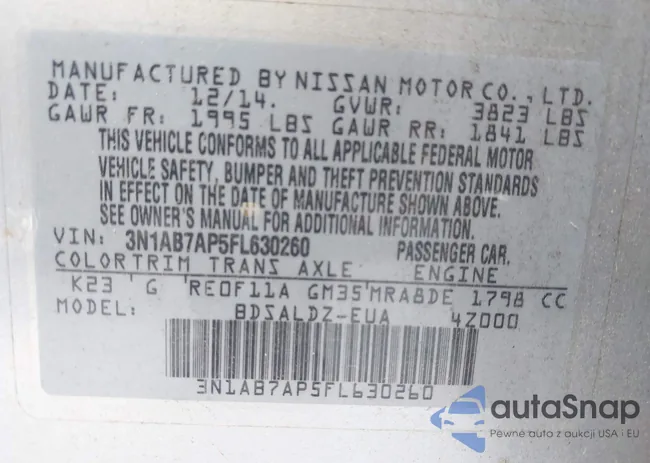 MANUFACTURED BY NISSAN MOTOR CO., LTD.
DATE: 12/14. GVWR: 3823 LBS
GAWR FR: 1995 LBS GAWR RR: 1841 LBS
THIS VEHICLE CONFORMS TO ALL APPLICABLE FEDERAL MOTOR
VEHICLE SAFETY, BUMPER AND THEFT PREVENTION STANDARDS
IN EFFECT ON THE DATE OF MANUFACTURE SHOWN ABOVE.
SEE OWNER'S MANUAL FOR ADDITIONAL INFORMATION.
VIN: 3N1AB7AP5FL630260 PASSENGER CAR.
COLORTRIM TRANS AXLE ENGINE
K23 G RE0F11A GM35 MRA8DE 1798 CC
MODEL: BDSALDZ-EUA 4Z000
3N1AB7AP5FL630260
autaSnap
Pewne auto z aukcji USA i EU